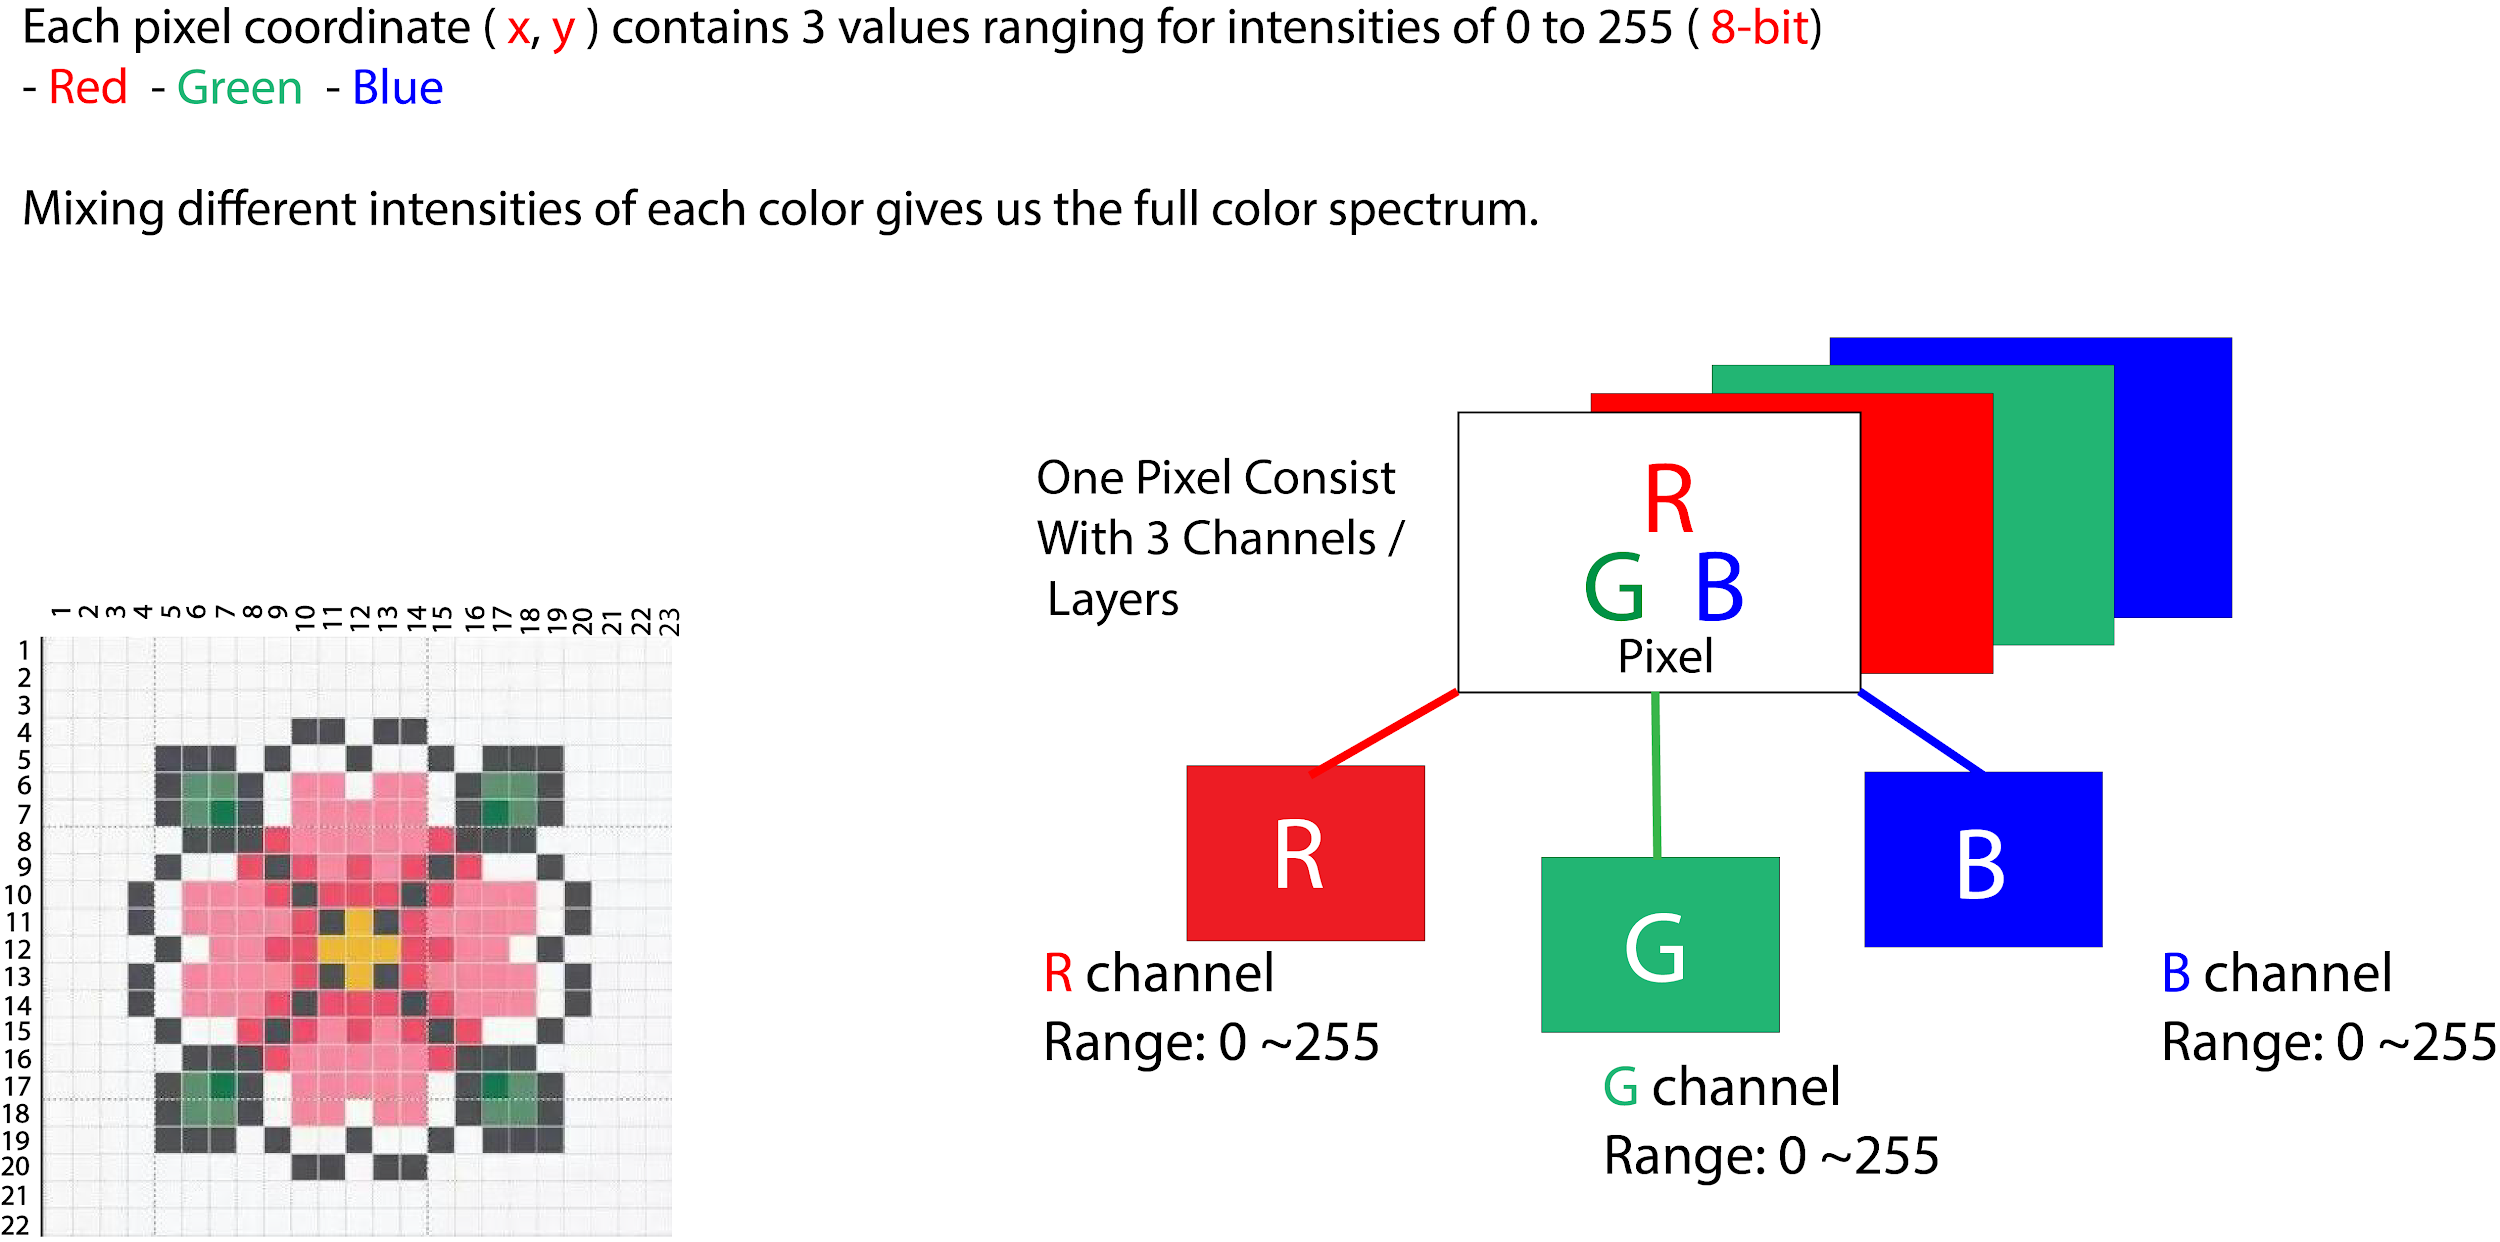 Each pixel coordinate ( x, y ) contains 3 values ranging for intensities of 0 to 255 ( 8-bit)
- Red - Green - Blue
Mixing different intensities of each color gives us the full color spectrum.
One Pixel Consist
With 3 Channels /
Layers
R
G B
Pixel
R
G
B
R channel
Range: 0 ~255
G channel
Range: 0 ~255
B channel
Range: 0 ~255
1 2 3 4 5 6 7 8 9 10 11 12 13 14 15 16 17 18 19 20 21 22 23
1
2
3
4
5
6
7
8
9
10
11
12
13
14
15
16
17
18
19
20
21
22